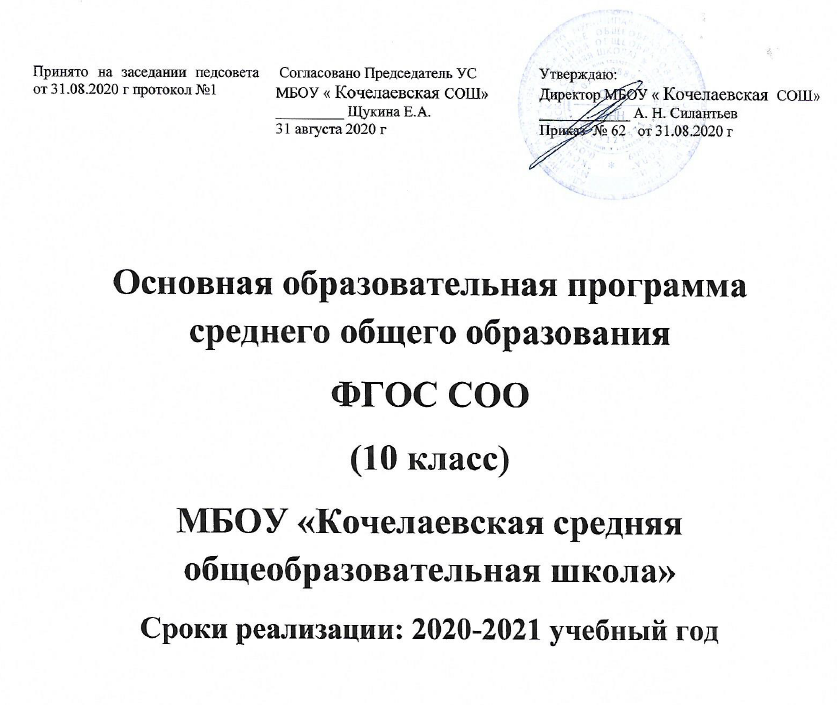 Принято на заседании педсовета
от 31.08.2020 г протокол №1
Согласовано Председатель УС
МБОУ « Кочелаевская СОШ»
__________ Щукина Е.А.
31 августа 2020 г
Утверждаю:
Директор МБОУ « Кочелаевская СОШ»
_____________ А. Н. Силантьев
Приказ № 62 от 31.08.2020 г
Основная образовательная программа
среднего общего образования
ФГОС СОО
(10 класс)
МБОУ «Кочелаевская средняя
общеобразовательная школа»
Сроки реализации: 2020-2021 учебный год